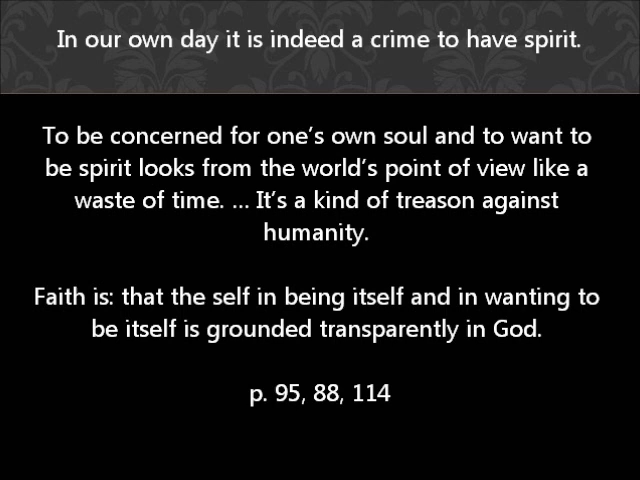 In our own day it is indeed a crime to have spirit.
To be concerned for one’s own soul and to want to
be spirit looks from the world’s point of view like a
waste of time. … It’s a kind of treason against
humanity.
Faith is: that the self in being itself and in wanting to
be itself is grounded transparently in God.
p. 95, 88, 114